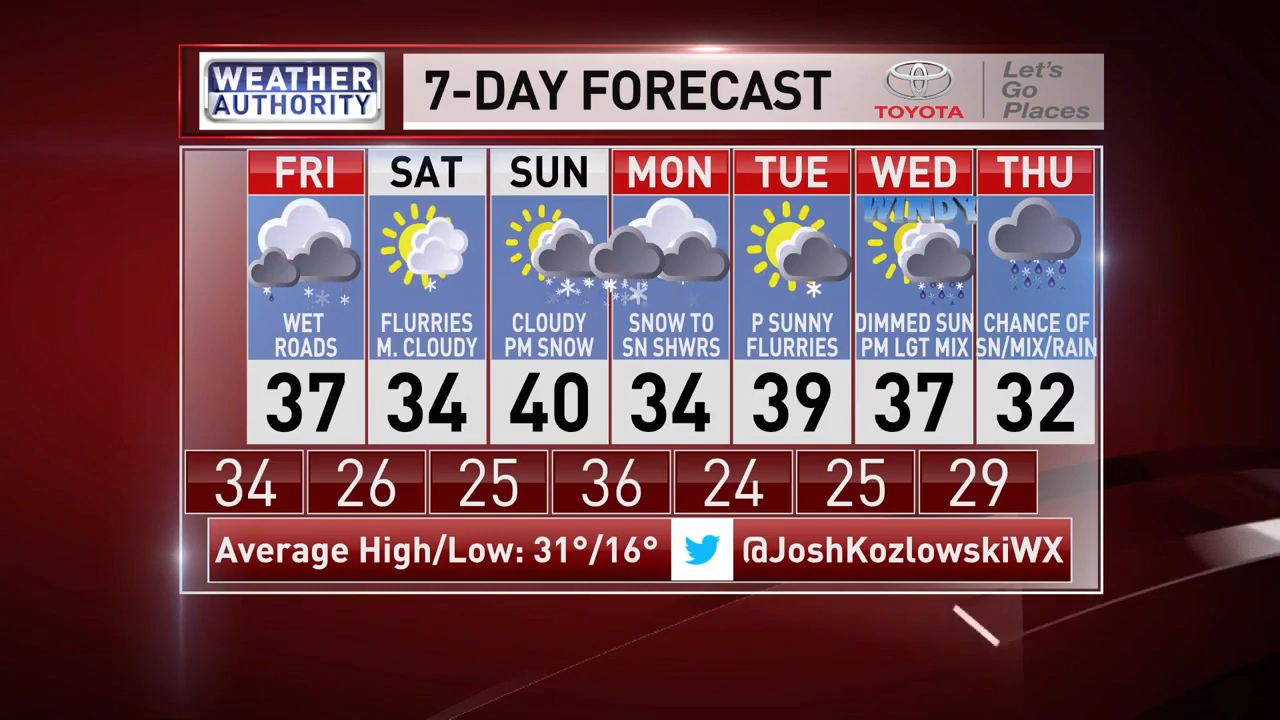 WEATHER
AUTHORITY
7-DAY FORECAST
TOYOTA
Let's
Go
Places
FRI SAT SUN MON TUE WED THU
WINDY
WET FLURRIES CLOUDY SNOW TO P SUNNY DIMMED SUN CHANCE OF
ROADS M. CLOUDY PM SNOW SN SHWRS FLURRIES PM LGT MIX SN/MIX/RAIN
37 34 40 34 39 37 32
34 26 25 36 24 25 29
Average High/Low: 31°/16° @JoshKozlowskiWX